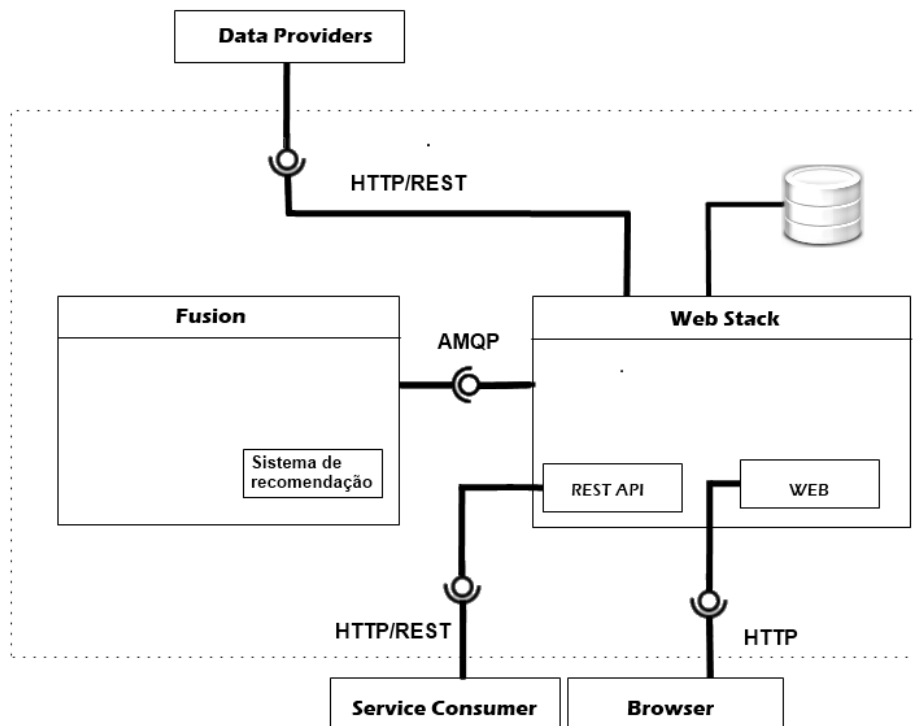 Data Providers
HTTP/REST
Fusion
Web Stack
AMQP
Sistema de
recomendação
REST API
WEB
HTTP/REST
HTTP
Service Consumer
Browser